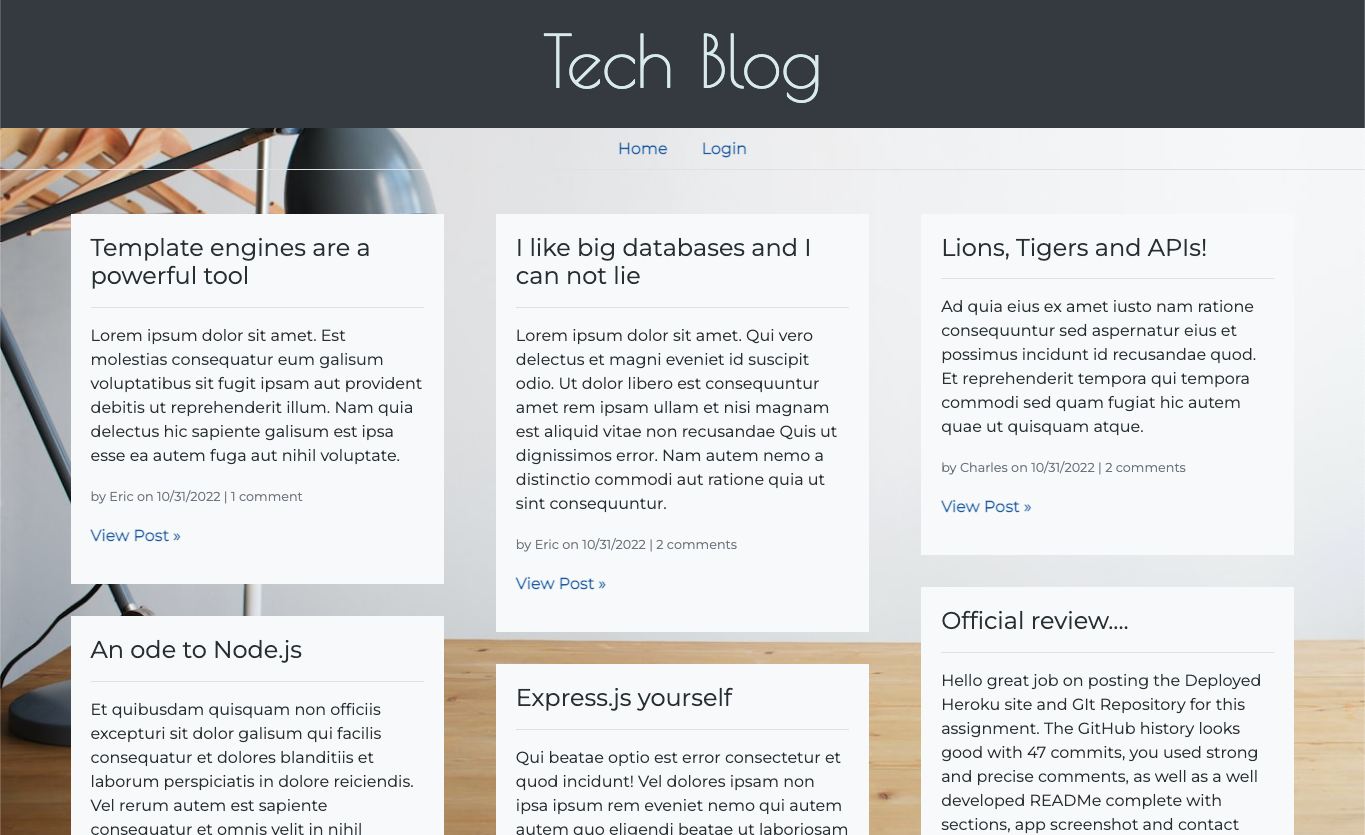 Tech Blog
Home
Login
Template engines are a
powerful tool
Lorem ipsum dolor sit amet. Est
molestias consequatur eum galisum
voluptatibus sit fugit ipsam aut provident
debitis ut reprehenderit illum. Nam quia
delectus hic sapiente galisum est ipsa
esse ea autem fuga aut nihil voluptate.
by Eric on 10/31/2022 | 1 comment
View Post »
An ode to Node.js
Et quibusdam quisquam non officiis
excepturi sit dolor galisum qui facilis
consequatur et dolores blanditiis et
laborum perspiciatis in dolore reiciendis.
Vel rerum autem est sapiente
consequatur et omnis velit in nihil
I like big databases and I
can not lie
Lorem ipsum dolor sit amet. Qui vero
delectus et magni eveniet id suscipit
odio. Ut dolor libero est consequuntur
amet rem ipsam ullam et nisi magnam
est aliquid vitae non recusandae Quis ut
dignissimos error. Nam autem nemo a
distinctio commodi aut ratione quia ut
sint consequuntur.
by Eric on 10/31/2022 | 2 comments
View Post »
Express.js yourself
Qui beatae optio est error consectetur et
quod incidunt! Vel dolores ipsam non
ipsa ipsum rem eveniet nemo qui autem
autem quo eligendi beatae ut laboriosam
Lions, Tigers and APIs!
Ad quia eius ex amet iusto nam ratione
consequuntur sed aspernatur eius et
possimus incidunt id recusandae quod.
Et reprehenderit tempora qui tempora
commodi sed quam fugiat hic autem
quae ut quisquam atque.
by Charles on 10/31/2022 | 2 comments
View Post »
Official review....
Hello great job on posting the Deployed
Heroku site and GIt Repository for this
assignment. The GitHub history looks
good with 47 commits, you used strong
and precise comments, as well as a well
developed READMe complete with
sections, app screenshot and contact